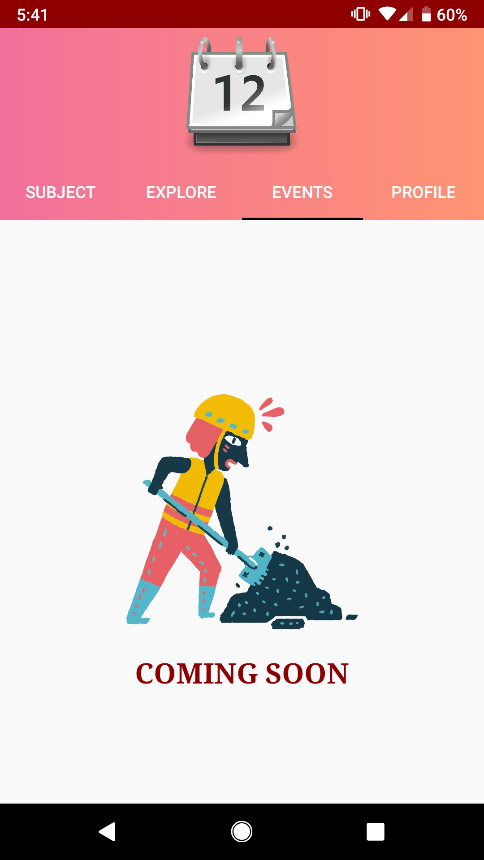 5:41 60%
12
SUBJECT EXPLORE EVENTS PROFILE
COMING SOON